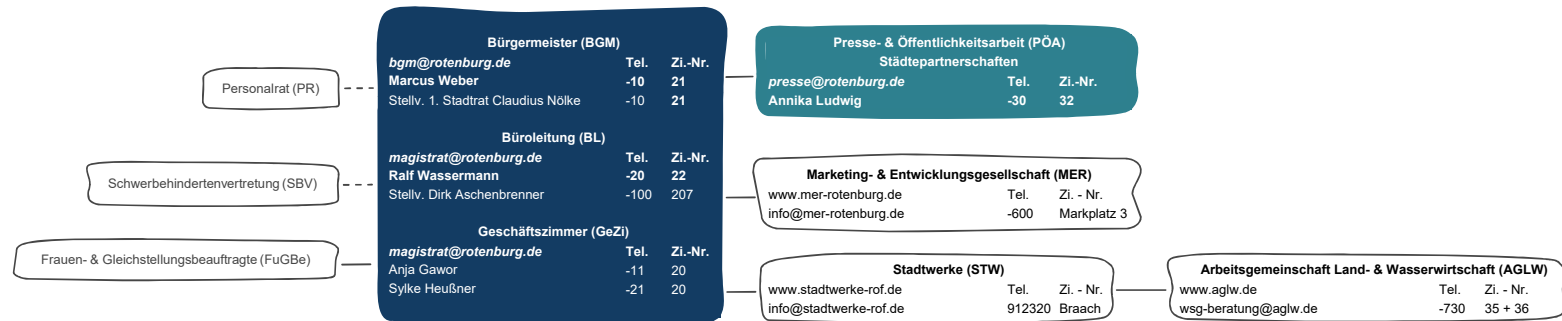 Personalrat (PR)
Schwerbehindertenvertretung (SBV)
Frauen- & Gleichstellungsbeauftragte (FuGBe)
Bürgermeister (BGM)
bgm@rotenburg.de Tel. Zi.-Nr.
Marcus Weber -10 21
Stellv. 1. Stadtrat Claudius Nölke -10 21
Büroleitung (BL)
magistrat@rotenburg.de Tel. Zi.-Nr.
Ralf Wassermann -20 22
Stellv. Dirk Aschenbrenner -100 207
Geschäftszimmer (GeZi)
magistrat@rotenburg.de Tel. Zi.-Nr.
Anja Gawor -11 20
Sylke Heußner -21 20
Presse- & Öffentlichkeitsarbeit (PÖA)
Städtepartnerschaften
presse@rotenburg.de Tel. Zi.-Nr.
Annika Ludwig -30 32
Marketing- & Entwicklungsgesellschaft (MER)
www.mer-rotenburg.de Tel. Zi. - Nr.
info@mer-rotenburg.de -600 Markplatz 3
Stadtwerke (STW)
www.stadtwerke-rof.de Tel. Zi. - Nr.
info@stadtwerke-rof.de 912320 Braach
Arbeitsgemeinschaft Land- & Wasserwirtschaft (AGLW)
www.aglw.de Tel. Zi. - Nr.
wsg-beratung@aglw.de -730 35 + 36